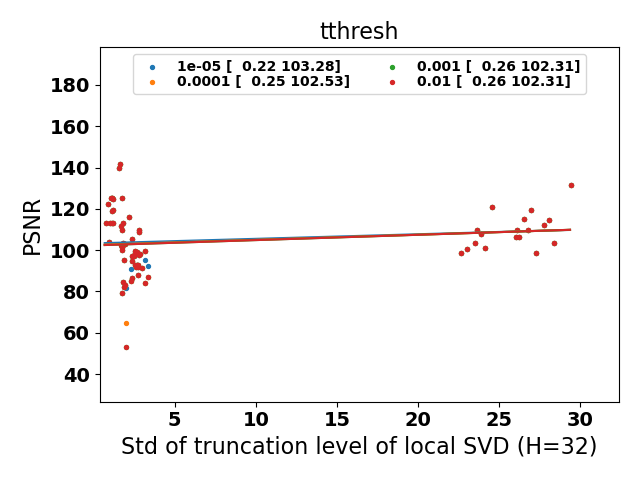 tthresh
1e-05 [  0.22 103.28]
0.0001 [  0.25 102.53]
0.001 [  0.26 102.31]
0.01 [  0.26 102.31]
PSNR
180
160
140
120
100
80
60
40
5 10 15 20 25 30
Std of truncation level of local SVD (H=32)